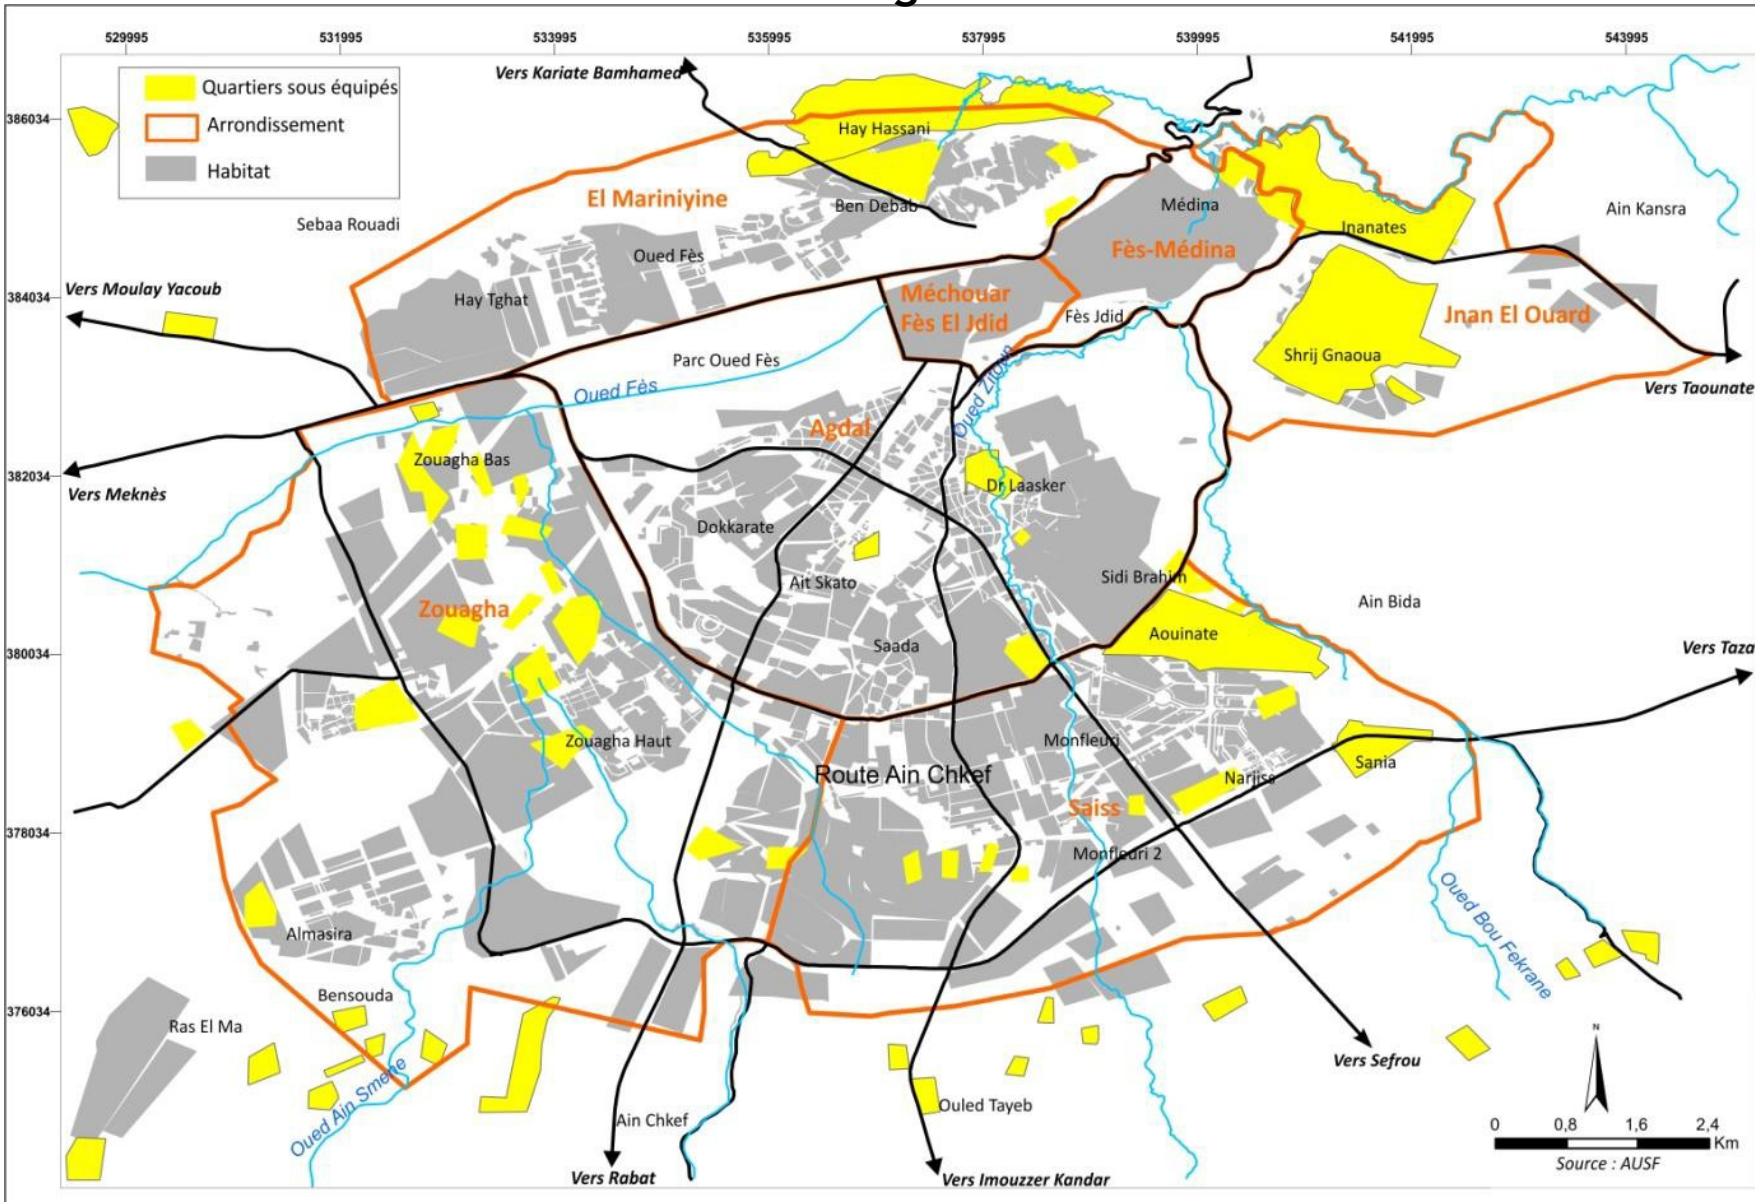 g
529995 531995 533995 535995 537995 539995 541995 543995
386034
384034
382034
380034
378034
376034
Quartiers sous équipés
Arrondissement
Habitat
Vers Kariate Bamhamed
Hay Hassani
El Mariniyine
Ben Debab
Médina
Ain Kansra
Sebaa Rouadi
Inanates
Oued Fès
Fès-Médina
Vers Moulay Yacoub
Hay Tghat
Méchouar
Fès El Jdid
Fès Jdid
Jnan El Ouard
Shrij Gnaoua
Parc Oued Fès
Oued Fès
Oued Zitoun
Vers Taounate
Agdal
Zouagha Bas
Vers Meknès
Dr Laasker
Dokkarate
Ait Skato
Sidi Brahim
Zouagha
Ain Bida
Aouinate
Saada
Vers Taza
Zouagha Haut
Monfleuri
Route Ain Chkef
Narjiss
Sania
Saiss
Monfleuri 2
Almasira
Oued Bou Fekrane
Bensouda
Ras El Ma
Oued Ain Smene
Vers Sefrou
Ouled Tayeb
Ain Chkef
Vers Rabat
Vers Imouzzer Kandar
N
0 0,8 1,6 2,4
Km
Source : AUSF